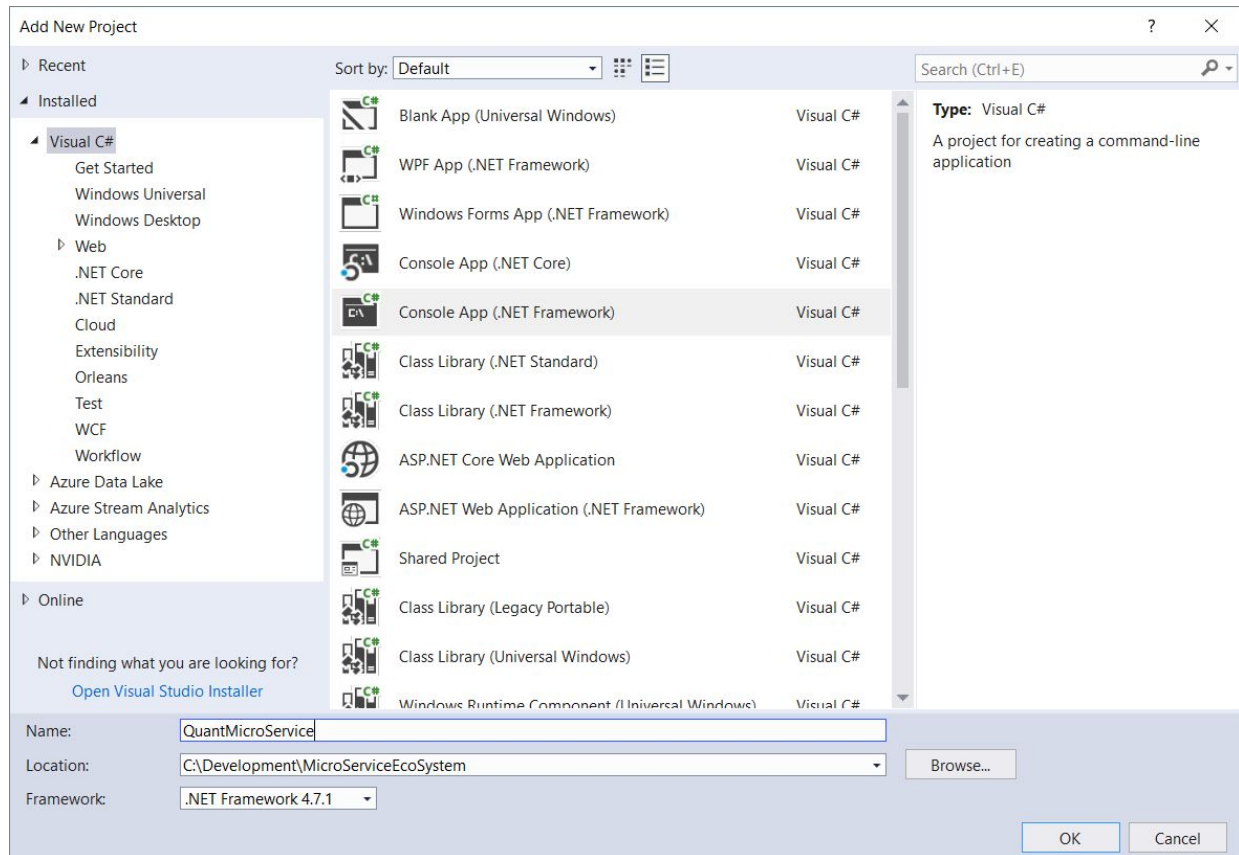 Add New Project
?
Recent
Sort by: Default
Search (Ctrl+E)
Installed
Visual C#
Get Started
Windows Universal
Windows Desktop
Web
.NET Core
.NET Standard
Cloud
Extensibility
Orleans
Test
WCF
Workflow
Azure Data Lake
Azure Stream Analytics
Other Languages
NVIDIA
Online
Not finding what you are looking for?
Open Visual Studio Installer
C#
Blank App (Universal Windows) Visual C#
C#
WPF App (.NET Framework) Visual C#
C#
Windows Forms App (.NET Framework) Visual C#
Console App (.NET Core) Visual C#
C#
Console App (.NET Framework) Visual C#
C#
Class Library (.NET Standard) Visual C#
C#
Class Library (.NET Framework) Visual C#
ASP.NET Core Web Application Visual C#
ASP.NET Web Application (.NET Framework) Visual C#
C#
Shared Project Visual C#
C#
Class Library (Legacy Portable) Visual C#
C#
Class Library (Universal Windows) Visual C#
C#
Windows Runtime Component (Universal Windows) Visual C#
Type: Visual C#
A project for creating a command-line
application
Name: QuantMicroService
Location: C:\Development\MicroServiceEcoSystem Browse...
Framework: .NET Framework 4.7.1
OK Cancel